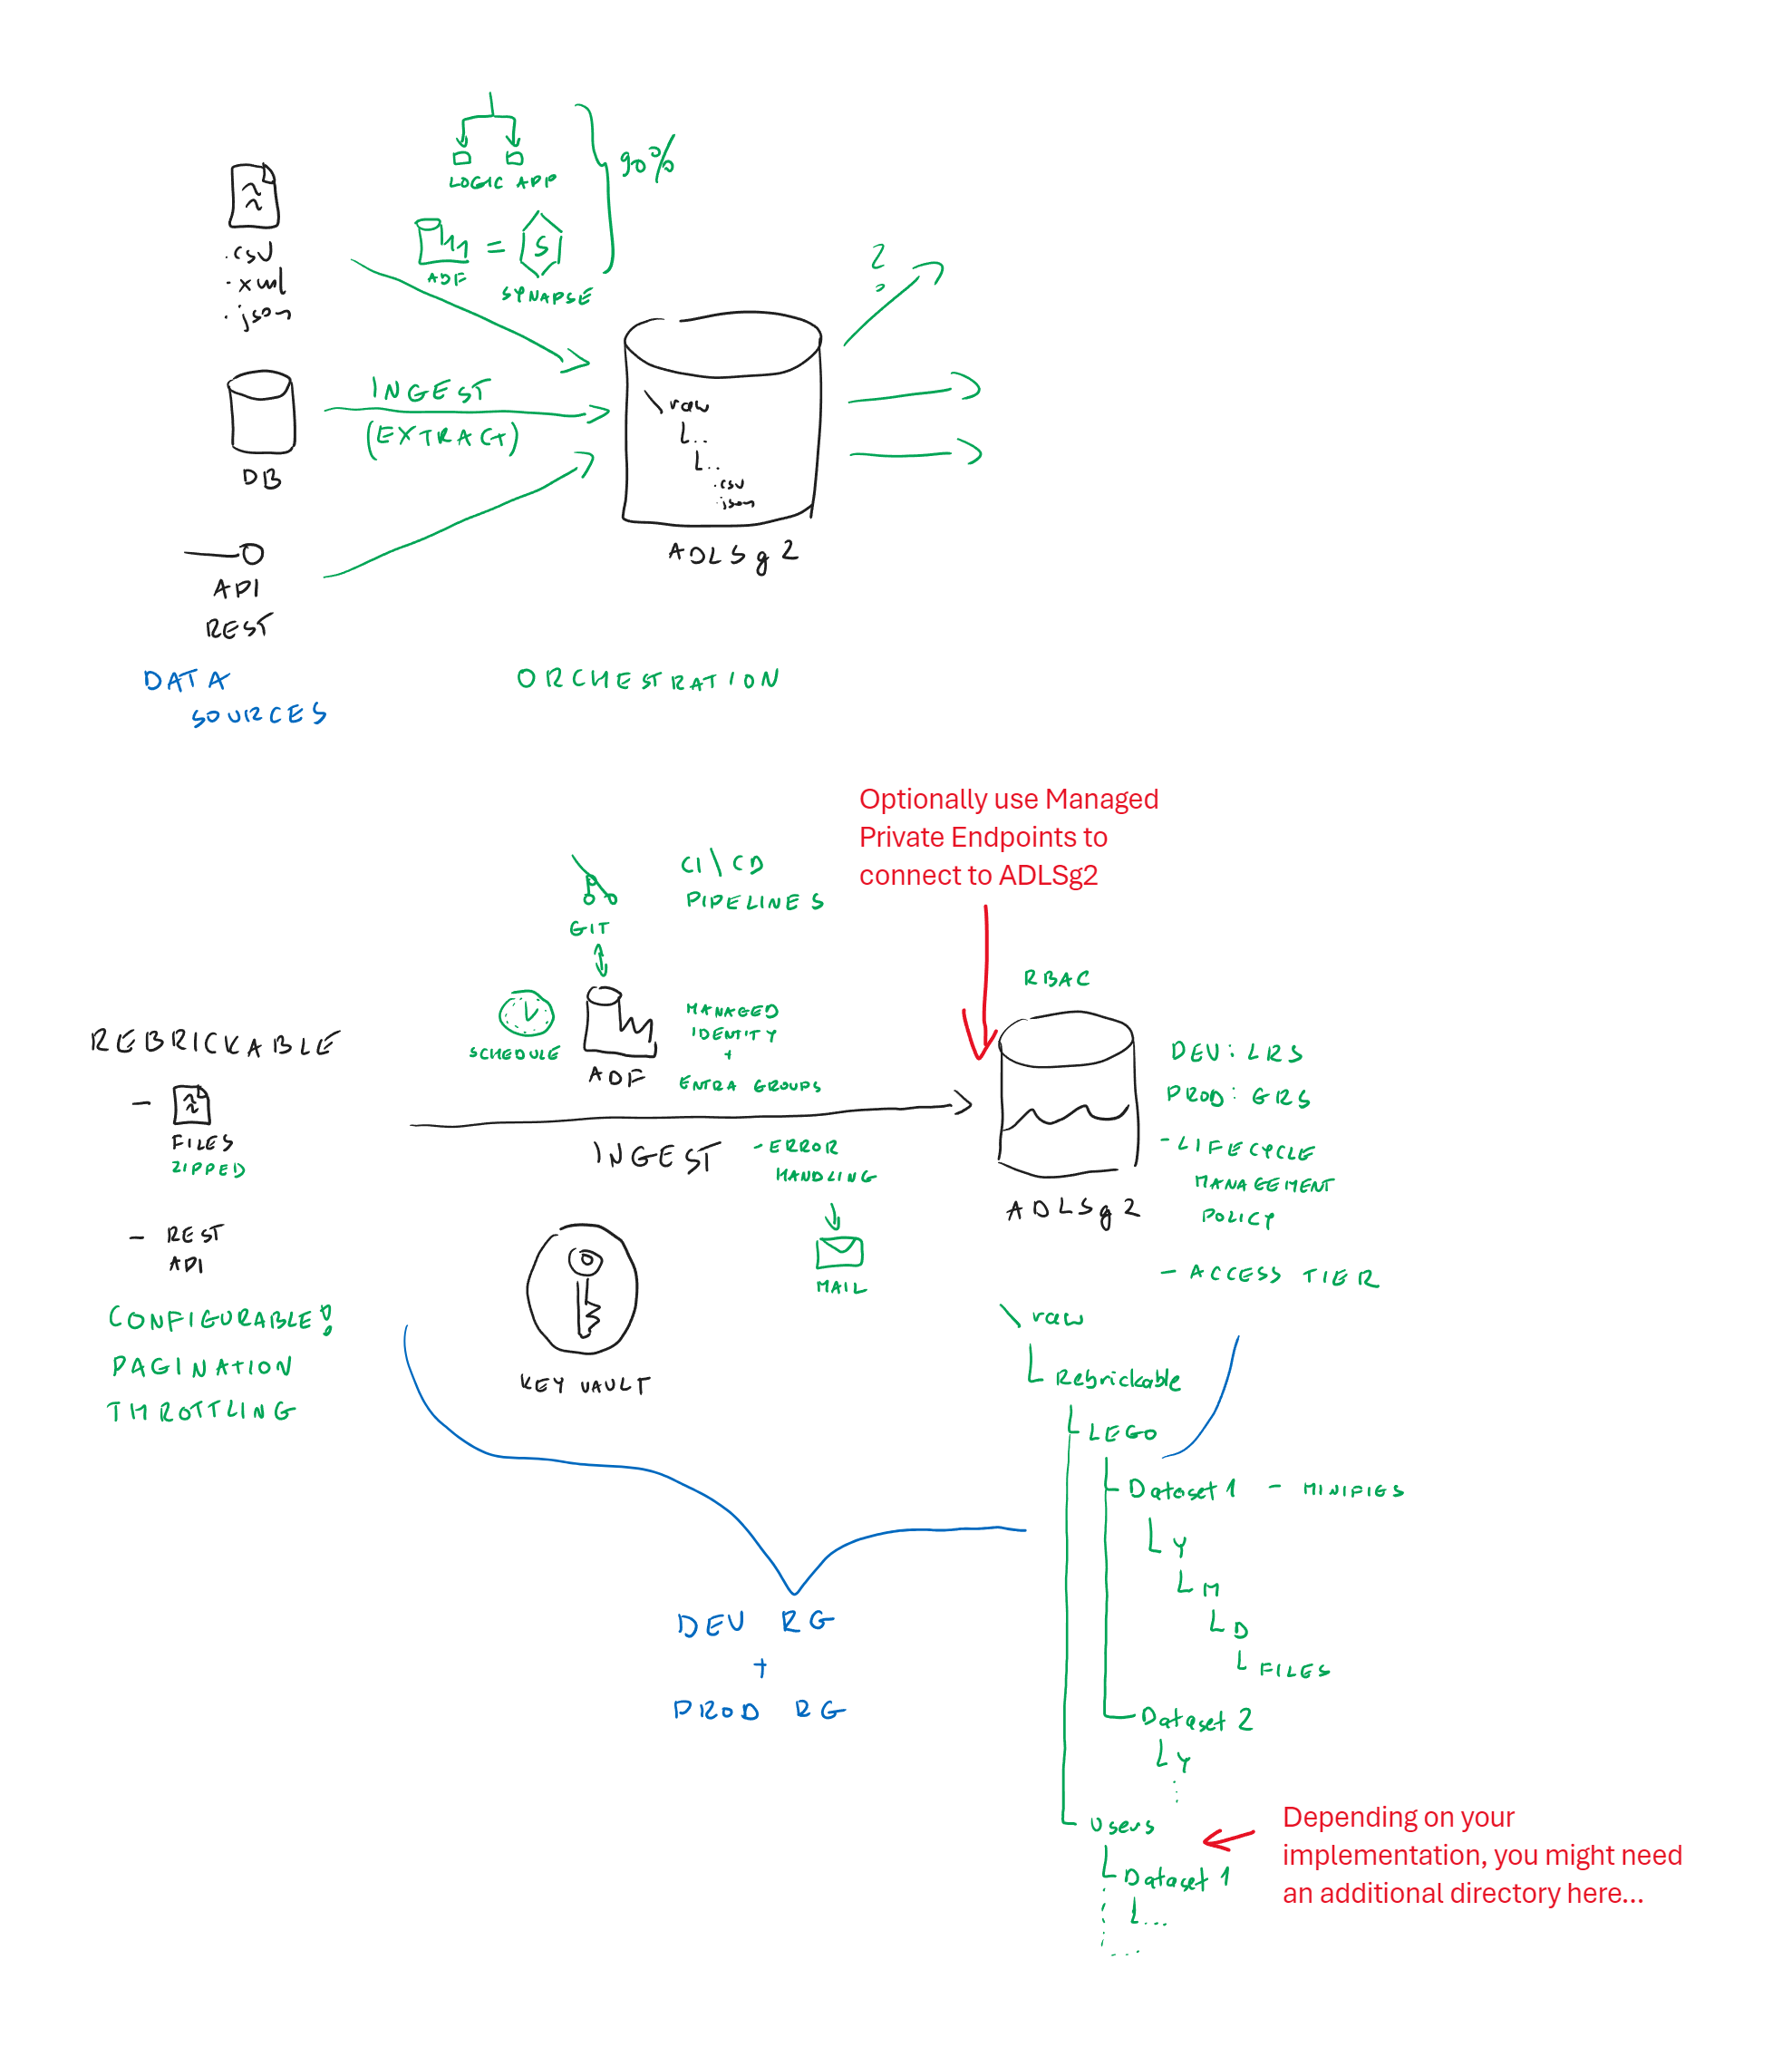 LOGIC APP
90%
ADF
=
S
SYNAPSE
.csv
.xml
.json
?
INGEST
(EXTRACT)
\raw
..
..
.csv
.json
DB
ADLSg2
API
REST
DATA
SOURCES
ORCHESTRATION
Optionally use Managed
Private Endpoints to
connect to ADLSg2
CI\CD
PIPELINES
GIT
RBAC
REBRICKABLE
SCHEDULE
ADF
MANAGED
IDENTITY
+
ENTRA GROUPS
DEV: LRS
PROD: GRS
- FILES
ZIPPED
INGEST
- ERROR
HANDLING
MAIL
- LIFECYCLE
MANAGEMENT
POLICY
ADLSg2
- ACCESS TIER
- REST
API
CONFIGURABLE!
PAGINATION
THROTTLING
KEY VAULT
\raw
Rebrickable
LEGO
Dataset 1 - MINIFIGS
Y
M
D
FILES
Dataset 2
Y
Users
Dataset 1
...
DEV RG
+
PROD RG
Depending on your
implementation, you might need
an additional directory here...